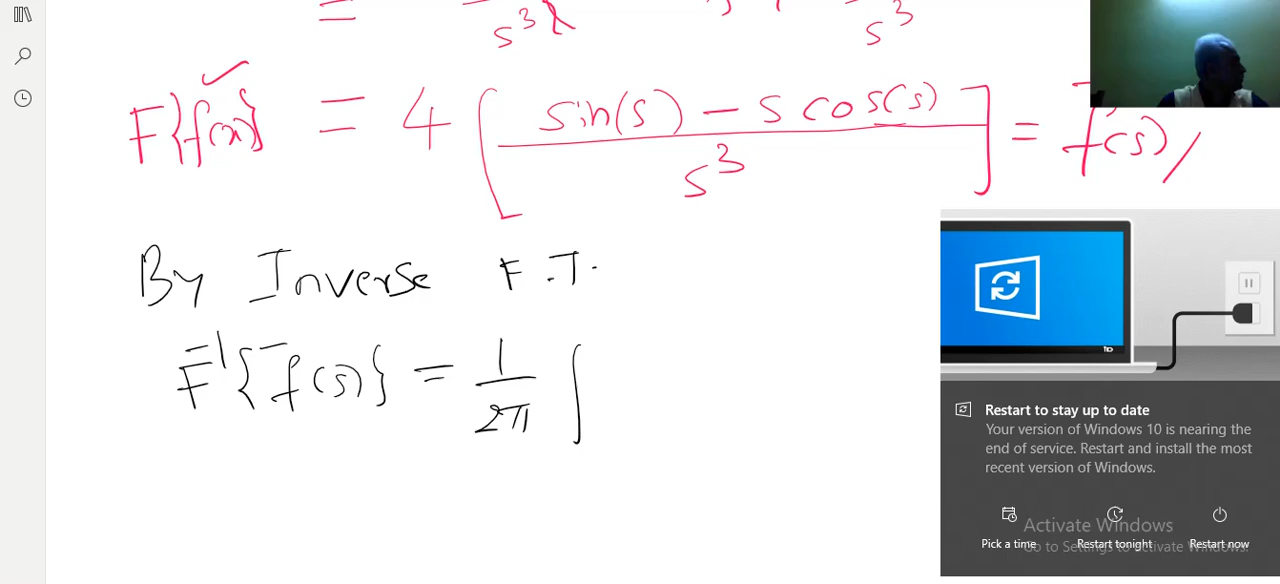 = s³ s³
F{f(x)} = 4 [ sin(s) – s cos(s) / s³ ] = f̄(s) /
By Inverse F.T.
F⁻¹{f̄(s)} = 1/2π ∫
Restart to stay up to date
Your version of Windows 10 is nearing the
end of service. Restart and install the most
recent version of Windows.
Activate Windows
Go to Settings to activate Windows.
Pick a time Restart tonight Restart now